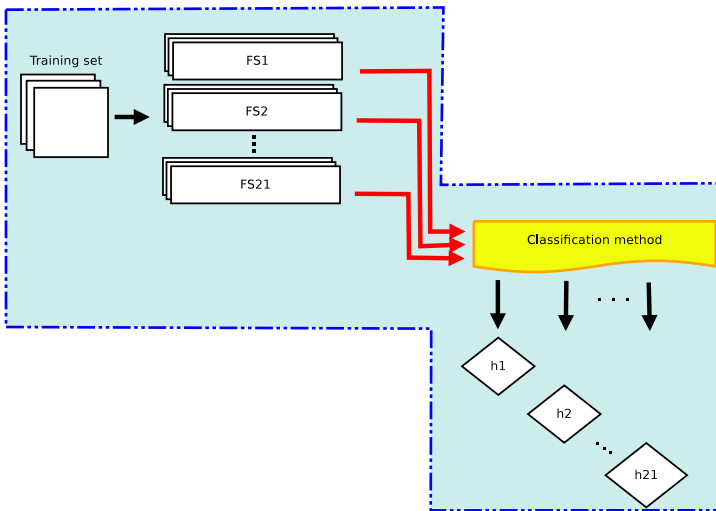 Training set
FS1
FS2
FS21
Classification method
h1
h2
h21